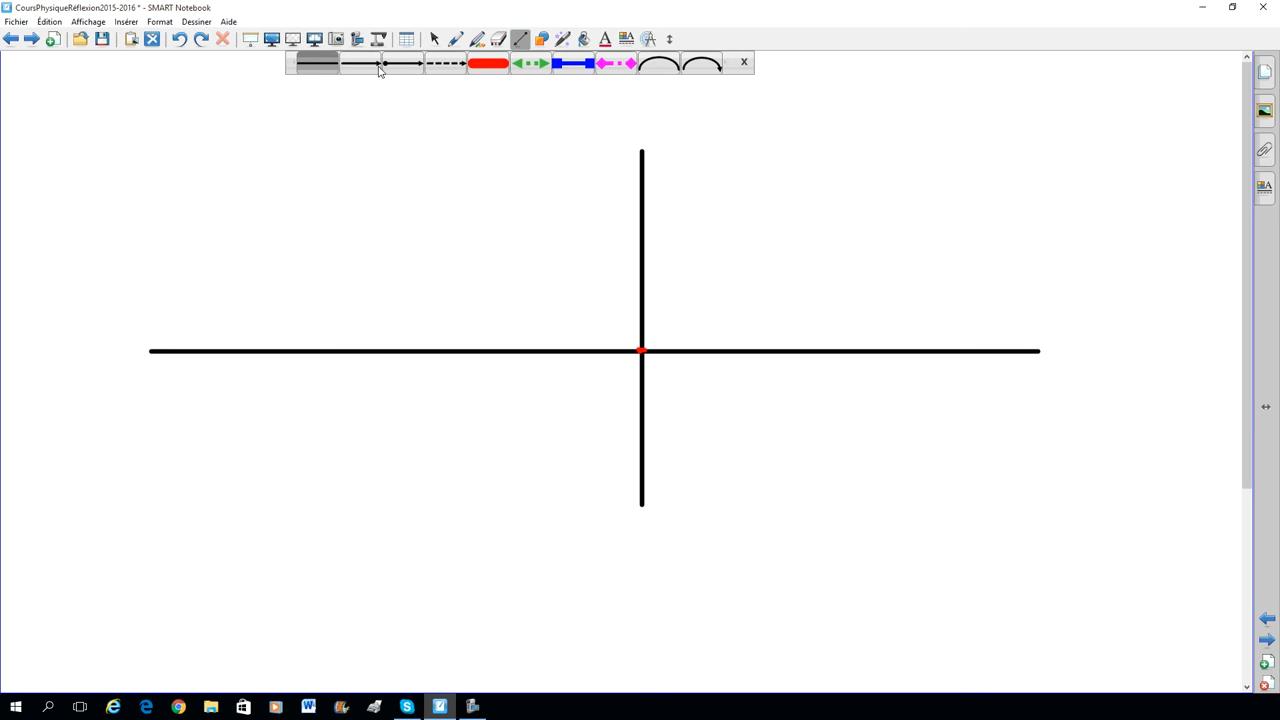 CoursPhysiqueRéflexion2015-2016 * - SMART Notebook
Fichier Édition Affichage Insérer Format Dessiner Aide